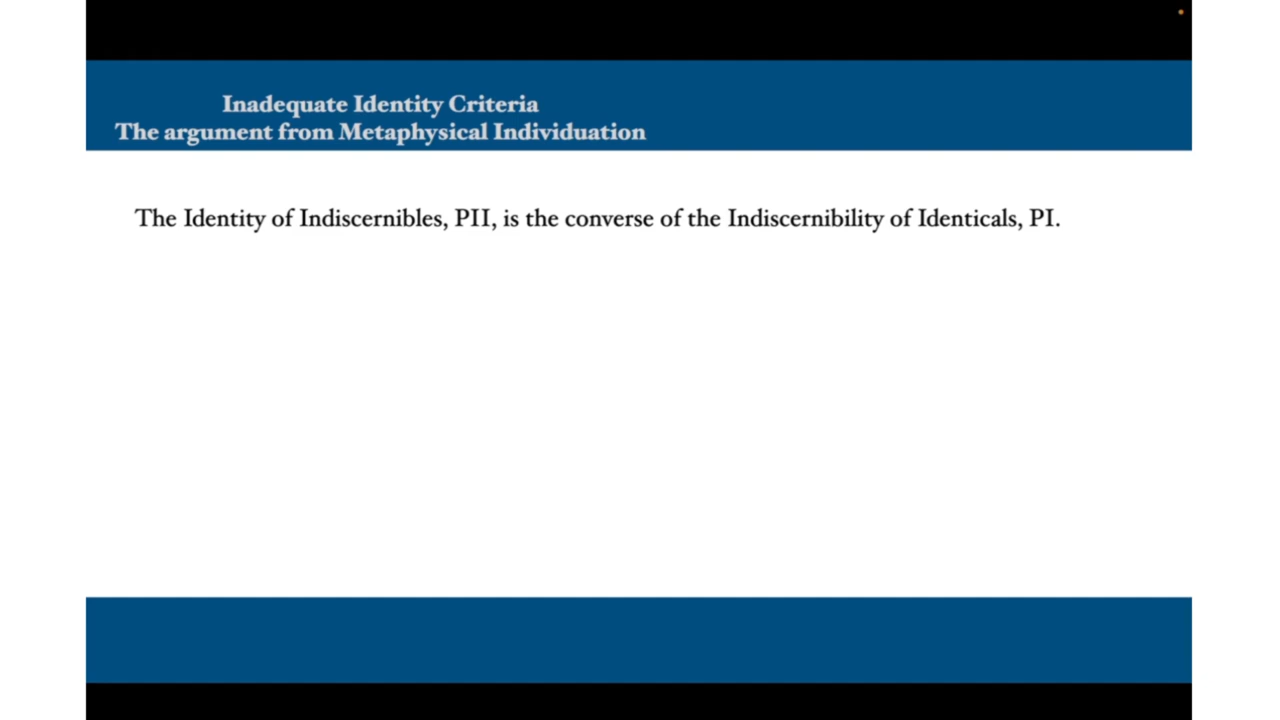 Inadequate Identity Criteria
The argument from Metaphysical Individuation
The Identity of Indiscernibles, PII, is the converse of the Indiscernibility of Identicals, PI.